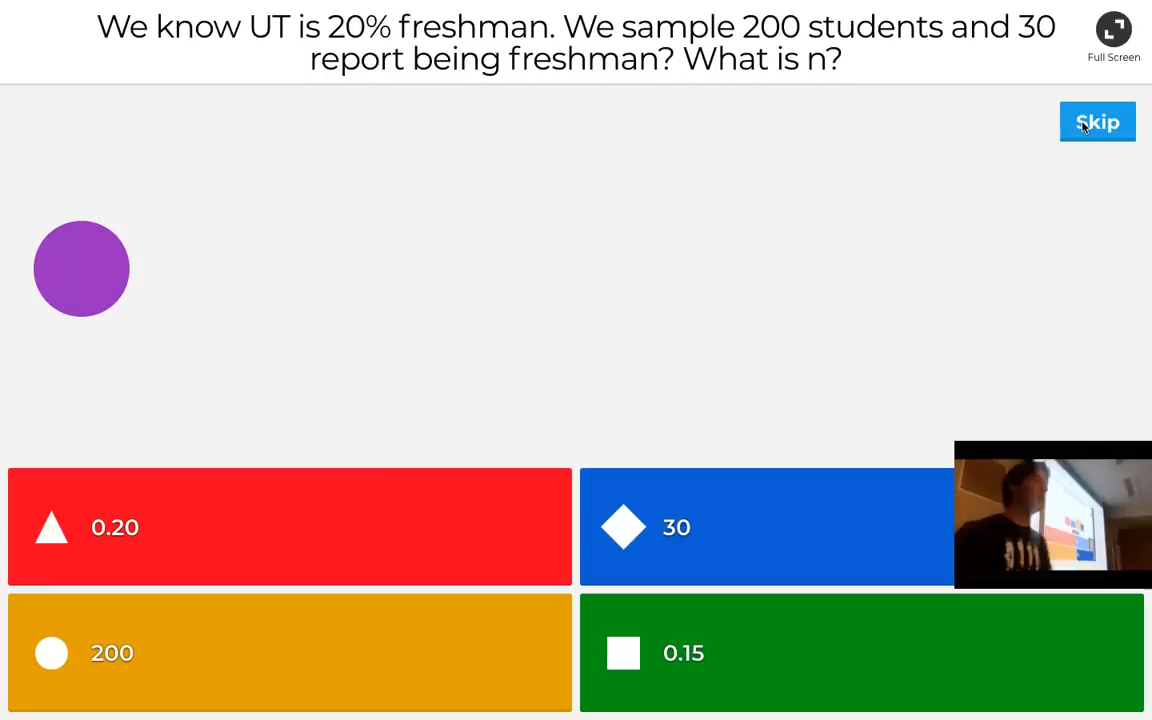 We know UT is 20% freshman. We sample 200 students and 30
report being freshman? What is n?
Full Screen
Skip
0.20
30
200
0.15